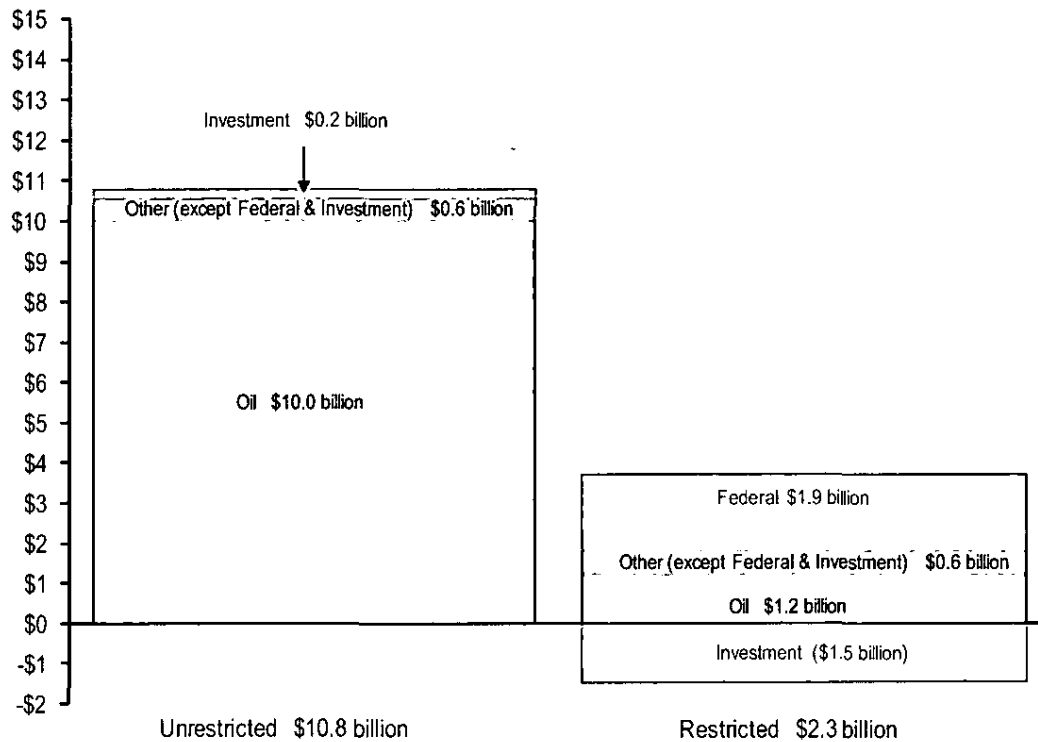 $15
$14
$13
$12
$11
$10
$9
$8
$7
$6
$5
$4
$3
$2
$1
$0
-$1
-$2
Investment $0.2 billion
Other (except Federal & Investment) $0.6 billion
Oil $10.0 billion
Federal $1.9 billion
Other (except Federal & Investment) $0.6 billion
Oil $1.2 billion
Investment ($1.5 billion)
Unrestricted $10.8 billion
Restricted $2.3 billion